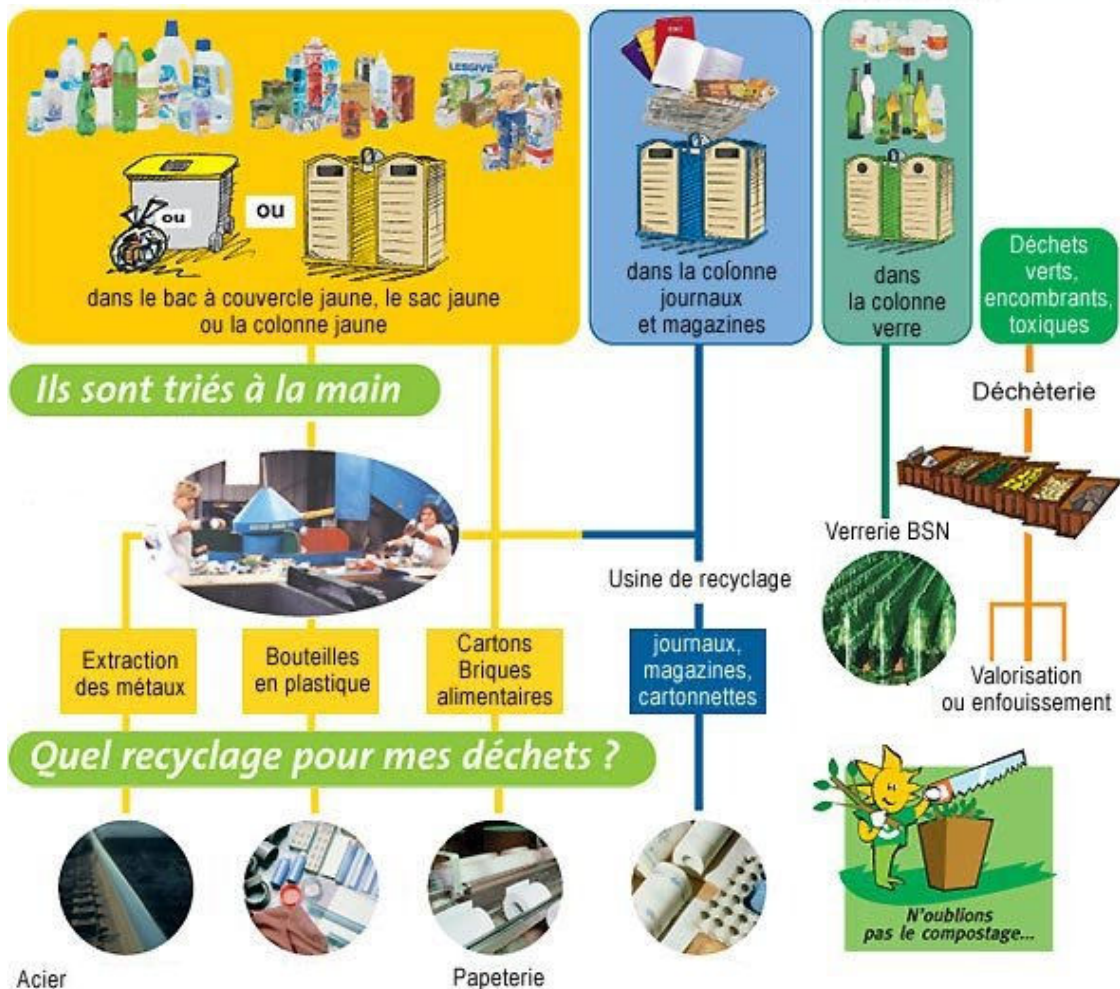 LESSIVE
ou
ou
dans le bac à couvercle jaune, le sac jaune
ou la colonne jaune
dans la colonne
journaux
et magazines
dans
la colonne
verre
Déchets
verts,
encombrants,
toxiques
Ils sont triés à la main
Déchèterie
Verrerie BSN
Usine de recyclage
Extraction
des métaux
Bouteilles
en plastique
Cartons
Briques
alimentaires
journaux,
magazines,
cartonnettes
Valorisation
ou enfouissement
Quel recyclage pour mes déchets ?
N'oublions
pas le compostage...
Acier
Papeterie